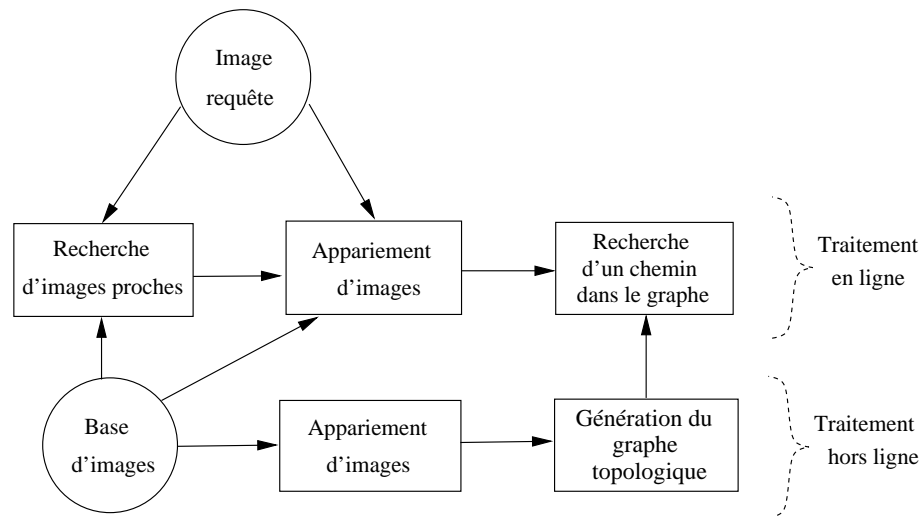 Image
requête
Recherche
d'images proches
Appariement
d'images
Recherche
d'un chemin
dans le graphe
Traitement
en ligne
Base
d'images
Appariement
d'images
Génération du
graphe
topologique
Traitement
hors ligne